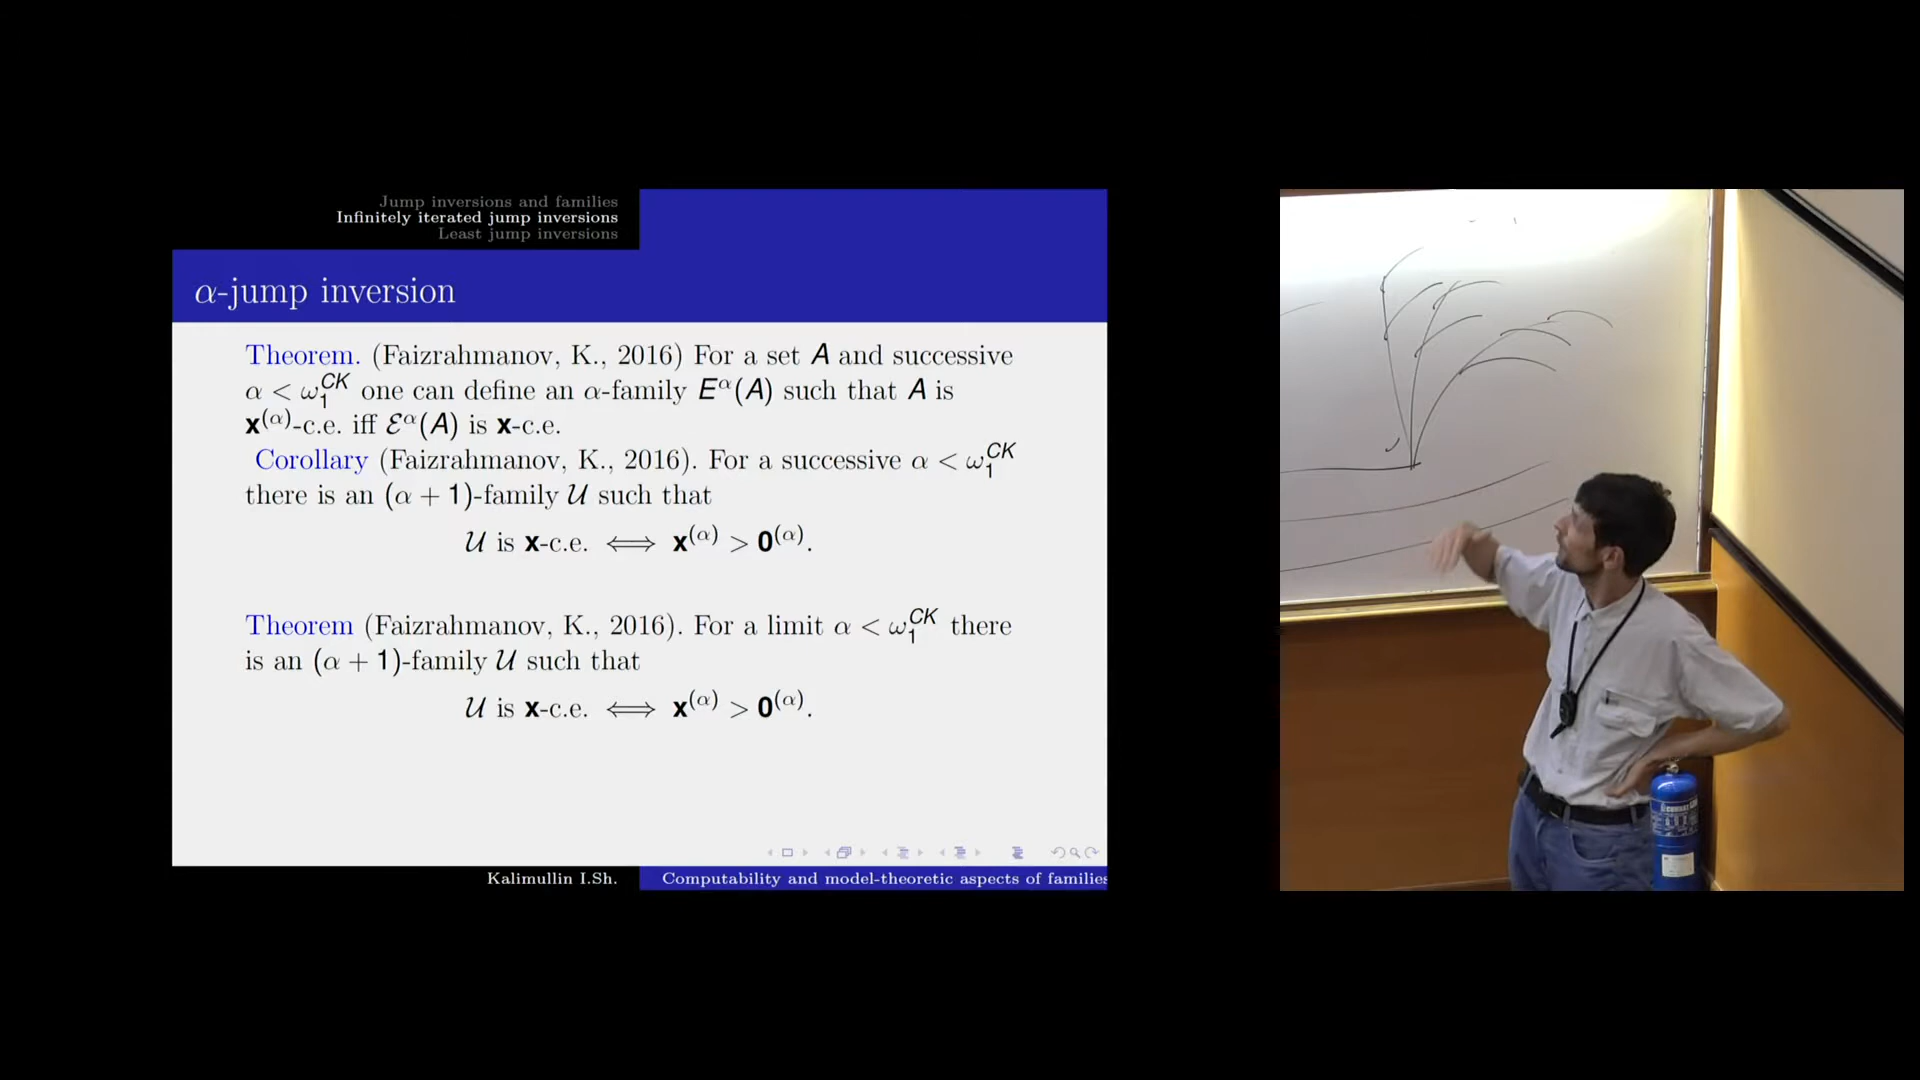 Jump inversions and families
Infinitely iterated jump inversions
Least jump inversions
α-jump inversion
Theorem. (Faizrahmanov, K., 2016) For a set A and successive
α < ω₁^CK one can define an α-family E^α(A) such that A is
x^(α)-c.e. iff ℰ^α(A) is x-c.e.
Corollary (Faizrahmanov, K., 2016). For a successive α < ω₁^CK
there is an (α + 1)-family 𝒰 such that
𝒰 is x-c.e. ⟺ x^(α) > 0^(α).
Theorem (Faizrahmanov, K., 2016). For a limit α < ω₁^CK there
is an (α + 1)-family 𝒰 such that
𝒰 is x-c.e. ⟺ x^(α) > 0^(α).
Kalimullin I.Sh.
Computability and model-theoretic aspects of families